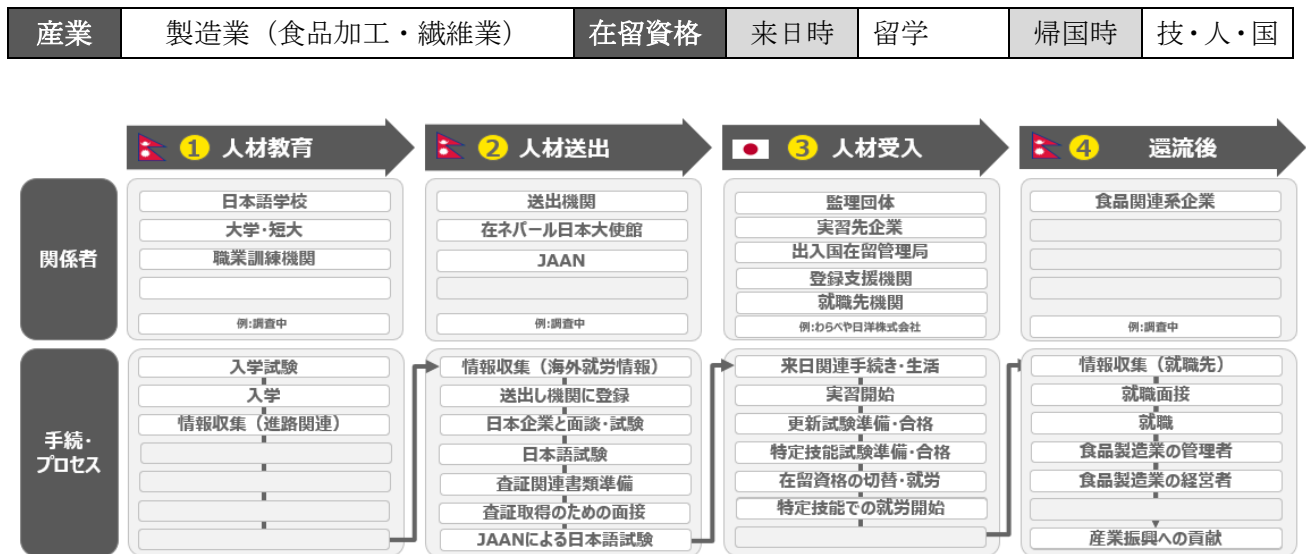 産業 製造業（食品加工・繊維業） 在留資格 来日時 留学 帰国時 技・人・国
1 人材教育
2 人材送出
3 人材受入
4 還流後
関係者
日本語学校
大学・短大
職業訓練機関
例:調査中
送出機関
在ネパール日本大使館
JAAN
例:調査中
監理団体
実習先企業
出入国在留管理局
登録支援機関
就職先機関
例:わらべや日洋株式会社
食品関連系企業
例:調査中
手続・
プロセス
入学試験
入学
情報収集（進路関連）
情報収集（海外就労情報）
送出し機関に登録
日本企業と面談・試験
日本語試験
査証関連書類準備
査証取得のための面接
JAANによる日本語試験
来日関連手続き・生活
実習開始
更新試験準備・合格
特定技能試験準備・合格
在留資格の切替・就労
特定技能での就労開始
情報収集（就職先）
就職面接
就職
食品製造業の管理者
食品製造業の経営者
産業振興への貢献